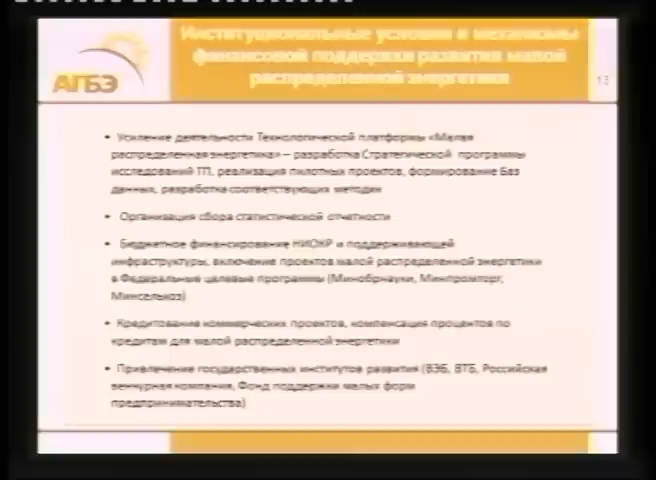 АГБЭ
Институциональные условия и механизмы
финансовой поддержки развития малой
распределенной энергетики
13
• Усиление деятельности Технологической платформы «Малая
распределенная энергетика» – разработка Стратегической программы
исследований ТП, реализация пилотных проектов, формирование Баз
данных, разработка соответствующих методик
• Организация сбора статистической отчетности
• Бюджетное финансирование НИОКР и поддерживающей
инфраструктуры, включение проектов малой распределенной энергетики
в Федеральные целевые программы (Минобрнауки, Минпромторг,
Минсельхоз)
• Кредитование коммерческих проектов, компенсация процентов по
кредитам для малой распределенной энергетики
• Привлечение государственных институтов развития (ВЭБ, ВТБ, Российская
венчурная компания, Фонд поддержки малых форм
предпринимательства)